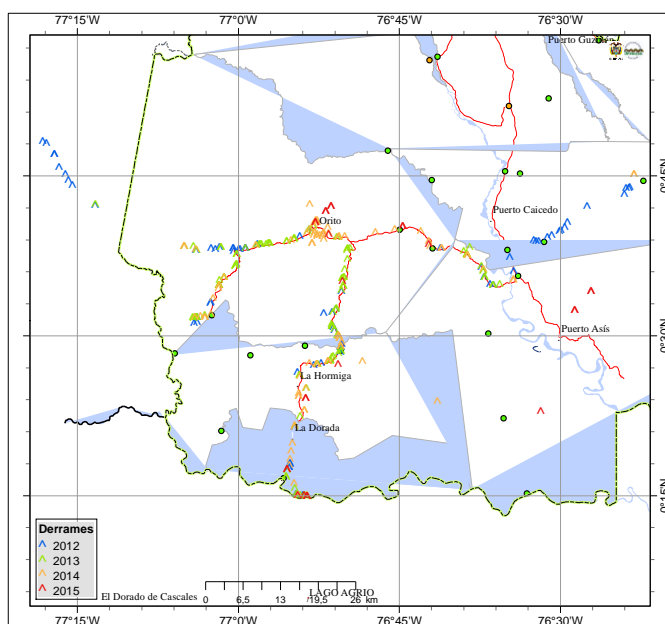 77°15'W 77°0'W 76°45'W 76°30'W
Puerto Guzmán
0°45'N
Puerto Caicedo
Orito
Puerto Asís
0°30'N
La Hormiga
La Dorada
0°15'N
Derrames
2012
2013
2014
2015
El Dorado de Cascales
LAGO AGRIO
0 6,5 13 19,5 26 km
77°15'W 77°0'W 76°45'W 76°30'W